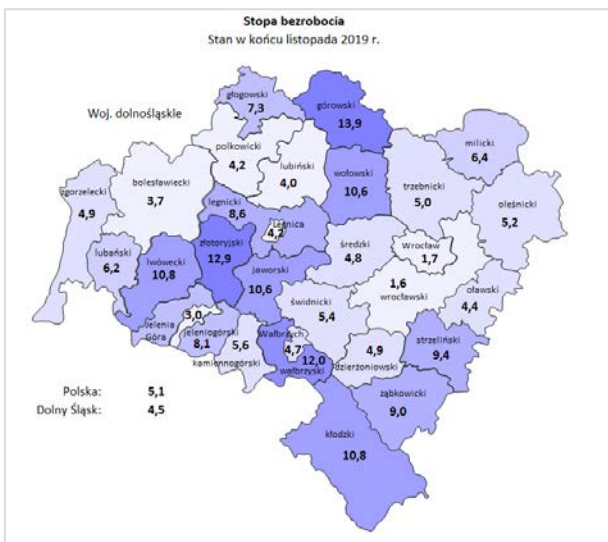 Stopa bezrobocia
Stan w końcu listopada 2019 r.
Woj. dolnośląskie
głogowski
7,3
górowski
13,9
milicki
6,4
polkowicki
4,2
lubiński
4,0
wołowski
10,6
trzebnicki
5,0
oleśnicki
5,2
zgorzelecki
4,9
bolesławiecki
3,7
legnicki
8,6
Legnica
4,2
lubański
6,2
lwówecki
10,8
złotoryjski
12,9
jaworski
10,6
średzki
4,8
Wrocław
1,7
1,6
wrocławski
oławski
4,4
świdnicki
5,4
Jelenia
Góra
3,0
jeleniogórski
8,1
5,6
kamiennogórski
Wałbrzych
4,7
12,0
wałbrzyski
4,9
dzierżoniowski
strzeliński
9,4
ząbkowicki
9,0
kłodzki
10,8
Polska: 5,1
Dolny Śląsk: 4,5